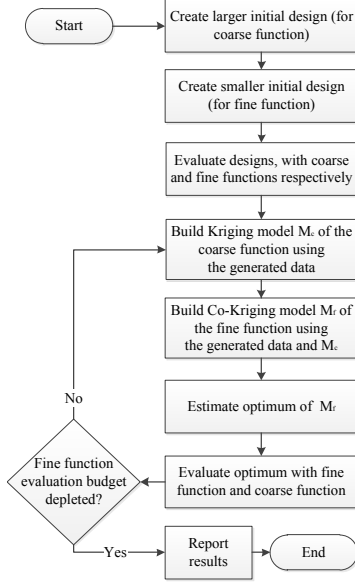 Start
Create larger initial design (for
coarse function)
Create smaller initial design
(for fine function)
Evaluate designs, with coarse
and fine functions respectively
Build Kriging model Mc of the
coarse function using
the generated data
Build Co-Kriging model Mf of
the fine function using
the generated data and Mc
Estimate optimum of Mf
Evaluate optimum with fine
function and coarse function
No
Fine function
evaluation budget
depleted?
Yes
Report
results
End